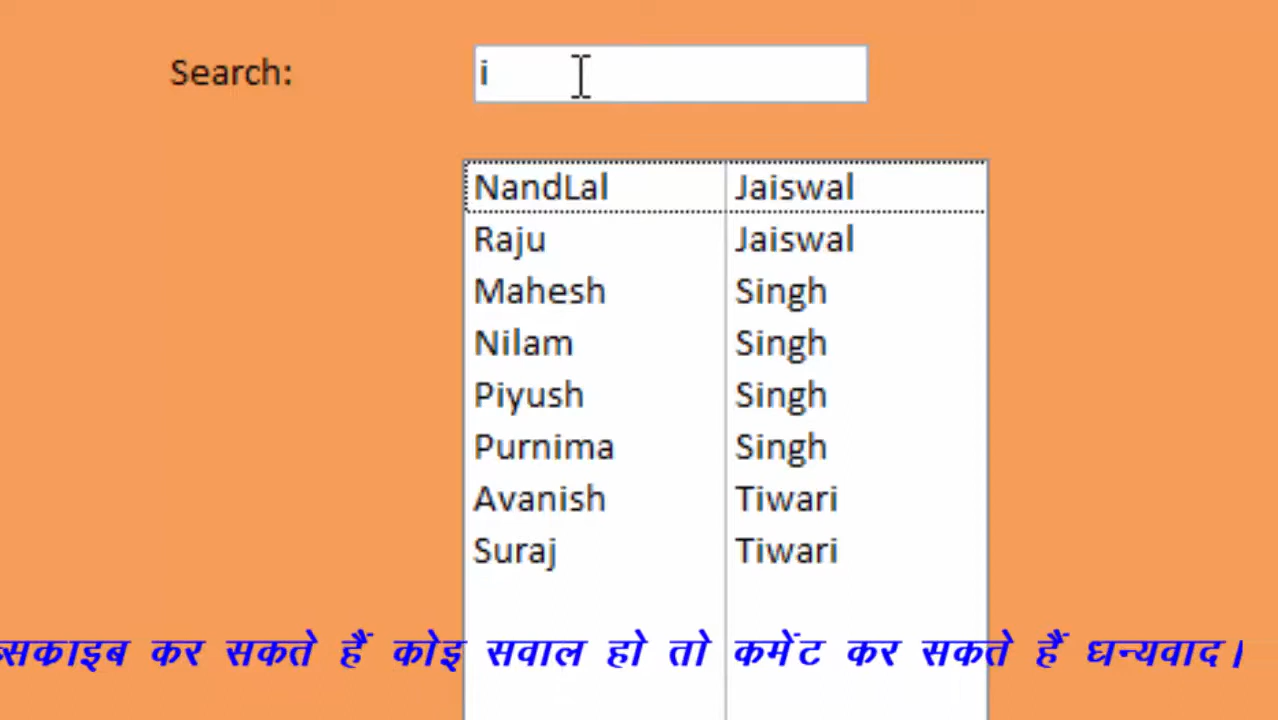 Search: i
NandLal Jaiswal
Raju Jaiswal
Mahesh Singh
Nilam Singh
Piyush Singh
Purnima Singh
Avanish Tiwari
Suraj Tiwari
कर सकते हैं कोइ सवाल हो तो कमेंट कर सकते हैं धन्यवाद।